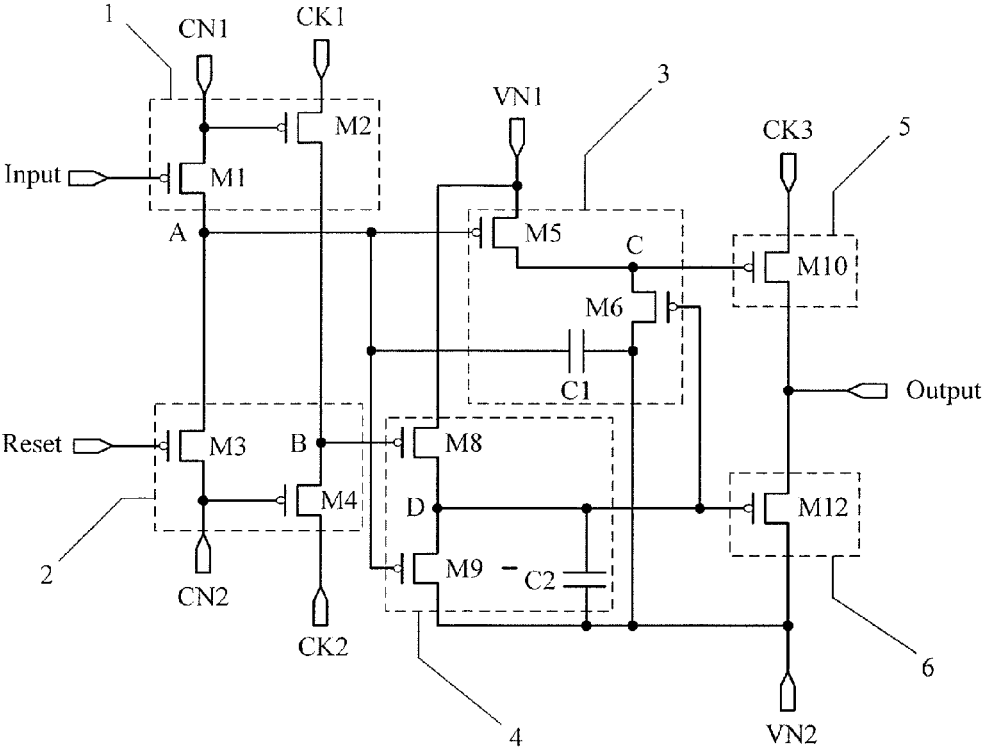 1
CN1
CK1
3
VN1
CK3
5
M2
Input
M1
A
M5
C
M10
M6
C1
Output
Reset
M3
B
M8
M4
D
M12
M9
C2
2
CN2
CK2
4
6
VN2